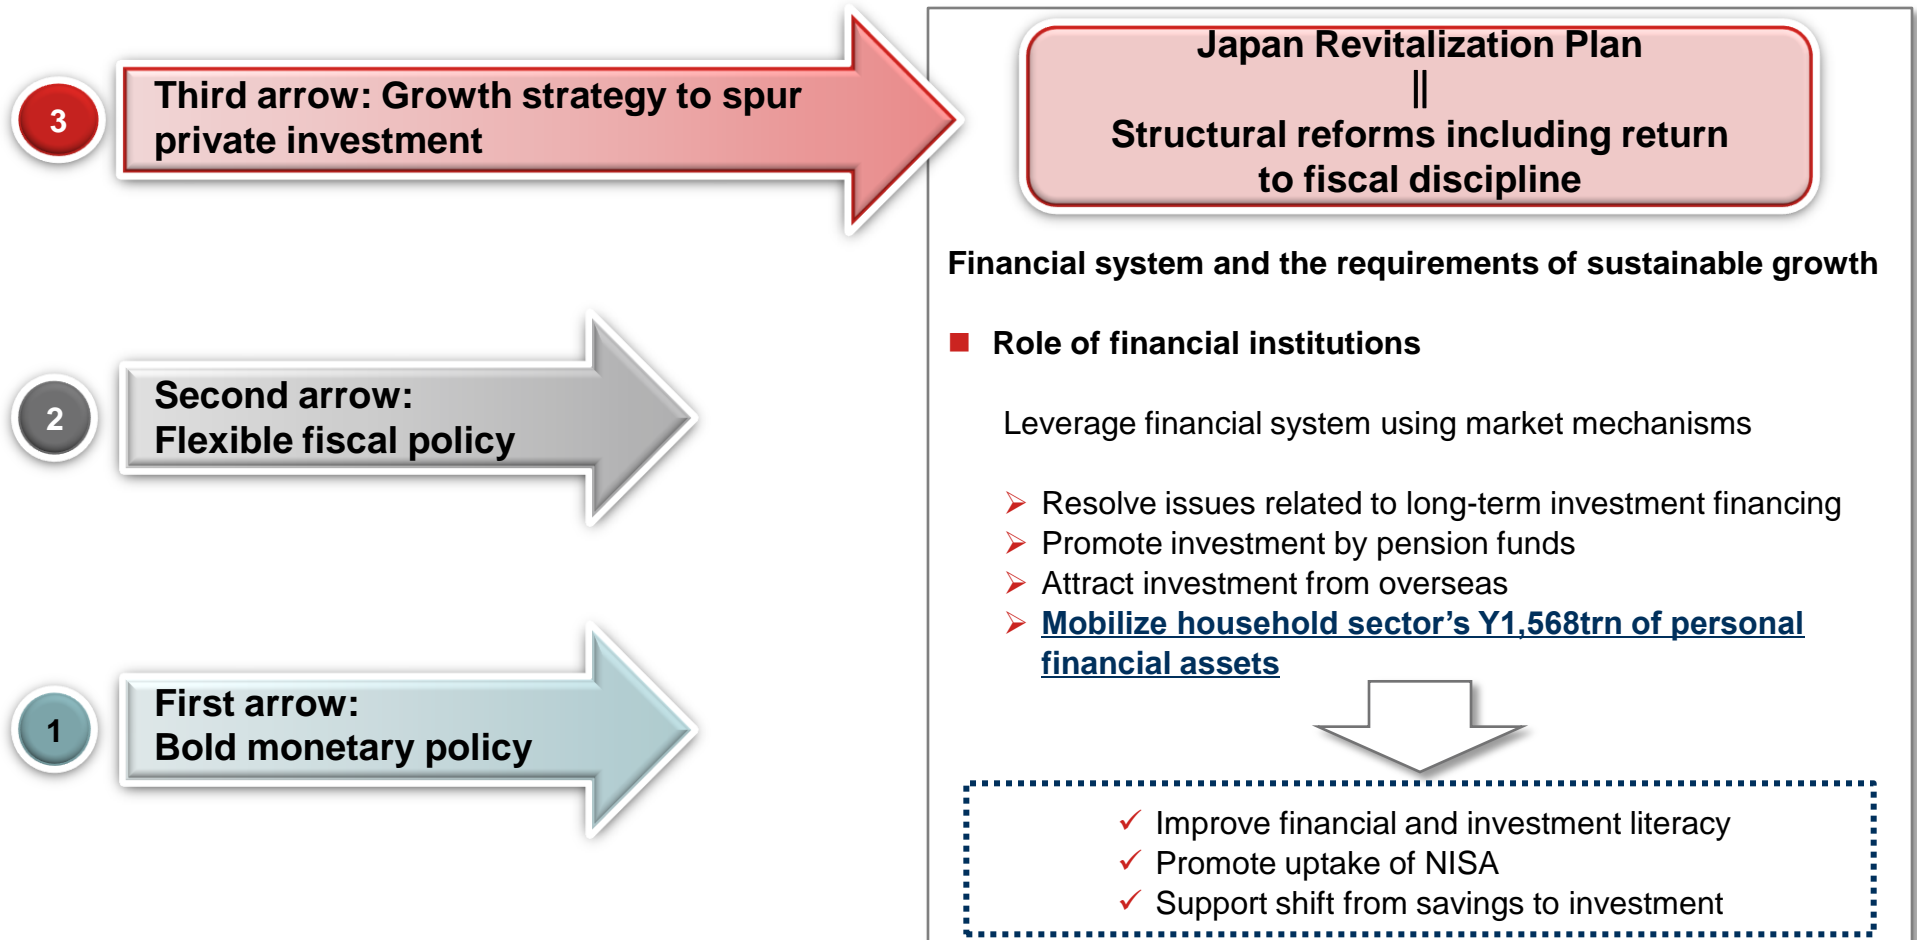 3
Third arrow: Growth strategy to spur
private investment
2
Second arrow:
Flexible fiscal policy
1
First arrow:
Bold monetary policy
Japan Revitalization Plan
||
Structural reforms including return
to fiscal discipline
Financial system and the requirements of sustainable growth
■ Role of financial institutions
Leverage financial system using market mechanisms
➢ Resolve issues related to long-term investment financing
➢ Promote investment by pension funds
➢ Attract investment from overseas
➢ Mobilize household sector’s Y1,568trn of personal
financial assets
✓ Improve financial and investment literacy
✓ Promote uptake of NISA
✓ Support shift from savings to investment